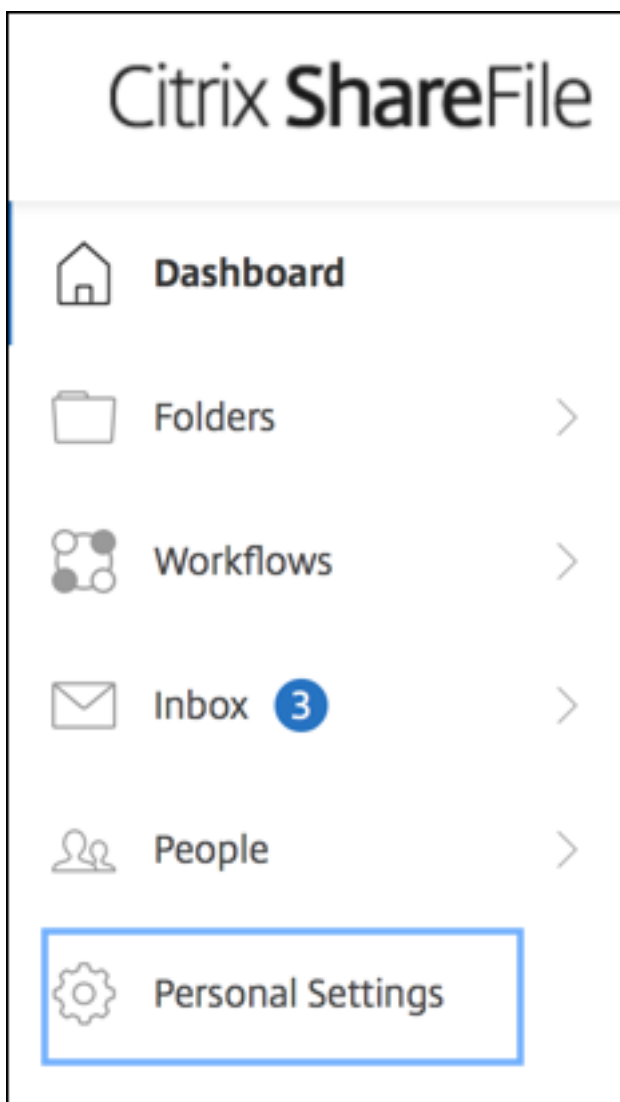 Citrix ShareFile
Dashboard
Folders
Workflows
Inbox 3
People
Personal Settings